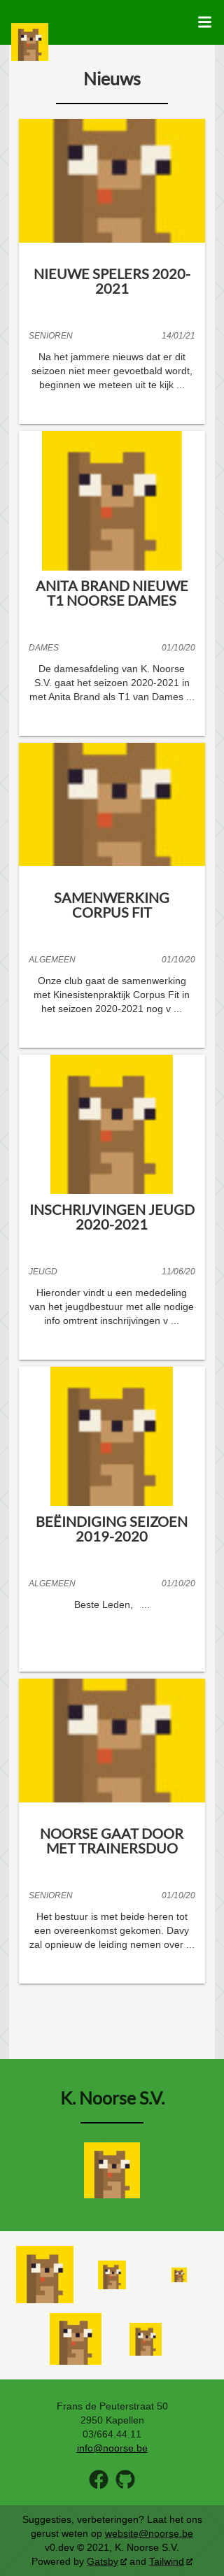 Nieuws
NIEUWE SPELERS 2020-
2021
SENIOREN 14/01/21
Na het jammere nieuws dat er dit
seizoen niet meer gevoetbald wordt,
beginnen we meteen uit te kijk ...
ANITA BRAND NIEUWE
T1 NOORSE DAMES
DAMES 01/10/20
De damesafdeling van K. Noorse
S.V. gaat het seizoen 2020-2021 in
met Anita Brand als T1 van Dames ...
SAMENWERKING
CORPUS FIT
ALGEMEEN 01/10/20
Onze club gaat de samenwerking
met Kinesistenpraktijk Corpus Fit in
het seizoen 2020-2021 nog v ...
INSCHRIJVINGEN JEUGD
2020-2021
JEUGD 11/06/20
Hieronder vindt u een mededeling
van het jeugdbestuur met alle nodige
info omtrent inschrijvingen v ...
BEËINDIGING SEIZOEN
2019-2020
ALGEMEEN 01/10/20
Beste Leden, ...
NOORSE GAAT DOOR
MET TRAINERSDUO
SENIOREN 01/10/20
Het bestuur is met beide heren tot
een overeenkomst gekomen. Davy
zal opnieuw de leiding nemen over ...
K. Noorse S.V.
Frans de Peuterstraat 50
2950 Kapellen
03/664.44.11
info@noorse.be
Suggesties, verbeteringen? Laat het ons
gerust weten op website@noorse.be
v0.dev © 2021, K. Noorse S.V.
Powered by Gatsby and Tailwind